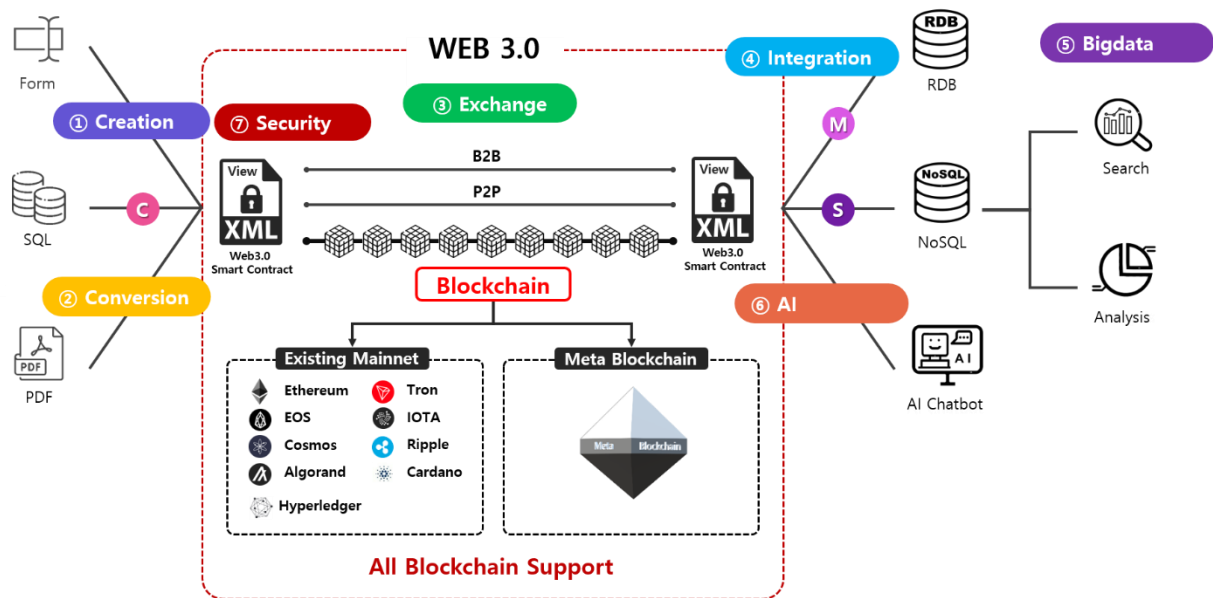 Form
① Creation
SQL
C
② Conversion
PDF
PDF
WEB 3.0
③ Exchange
⑦ Security
View
XML
Web3.0
Smart Contract
B2B
P2P
View
XML
Web3.0
Smart Contract
Blockchain
Existing Mainnet
Ethereum
Tron
EOS
IOTA
Cosmos
Ripple
Algorand
Cardano
Hyperledger
Meta Blockchain
Meta Blockchain
All Blockchain Support
④ Integration
M
S
⑥ AI
RDB
RDB
NoSQL
NoSQL
AI
AI Chatbot
⑤ Bigdata
Search
Analysis